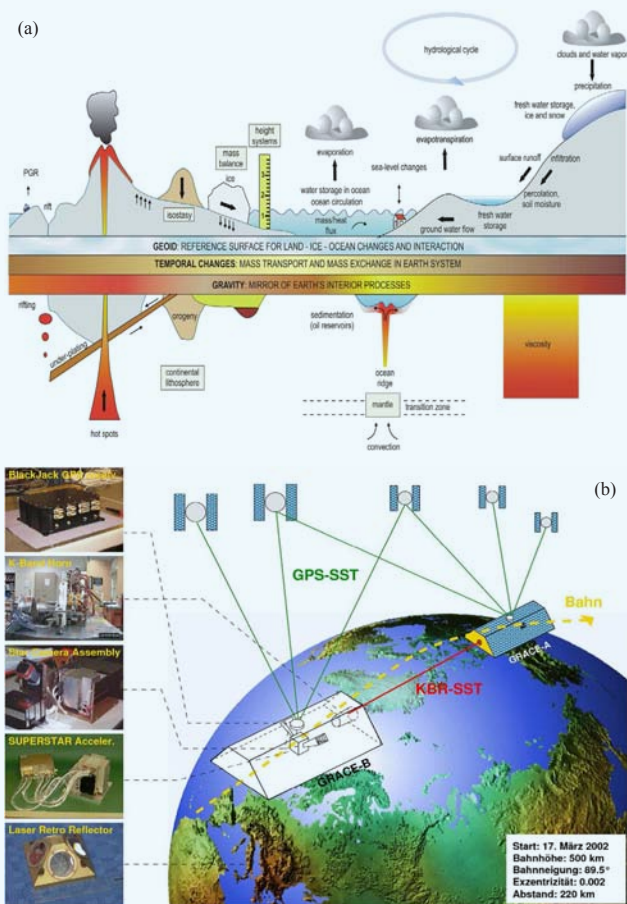 (a)
hydrological cycle
clouds and water vapor
precipitation
fresh water storage,
ice and snow
height
systems
mass
balance
ice
evaporation
evapotranspiration
sea-level changes
surface runoff
infiltration
PGR
rift
isostasy
water storage in ocean
ocean circulation
mass/heat
flux
percolation,
soil moisture
ground water flow
fresh water
storage
3
2
1
GEOID: REFERENCE SURFACE FOR LAND - ICE - OCEAN CHANGES AND INTERACTION
TEMPORAL CHANGES: MASS TRANSPORT AND MASS EXCHANGE IN EARTH SYSTEM
GRAVITY: MIRROR OF EARTH'S INTERIOR PROCESSES
rifting
under-plating
orogeny
sedimentation
(oil reservoirs)
viscosity
continental
lithosphere
ocean
ridge
mantle
transition zone
hot spots
convection
(b)
BlackJack
K-Band Horn
Star Camera Assembly
SUPERSTAR Acceler.
Laser Retro Reflector
GPS-SST
Bahn
GRACE-A
KBR-SST
GRACE-B
Start: 17. März 2002
Bahnhöhe: 500 km
Bahnneigung: 89.5°
Exzentrizität: 0.002
Abstand: 220 km